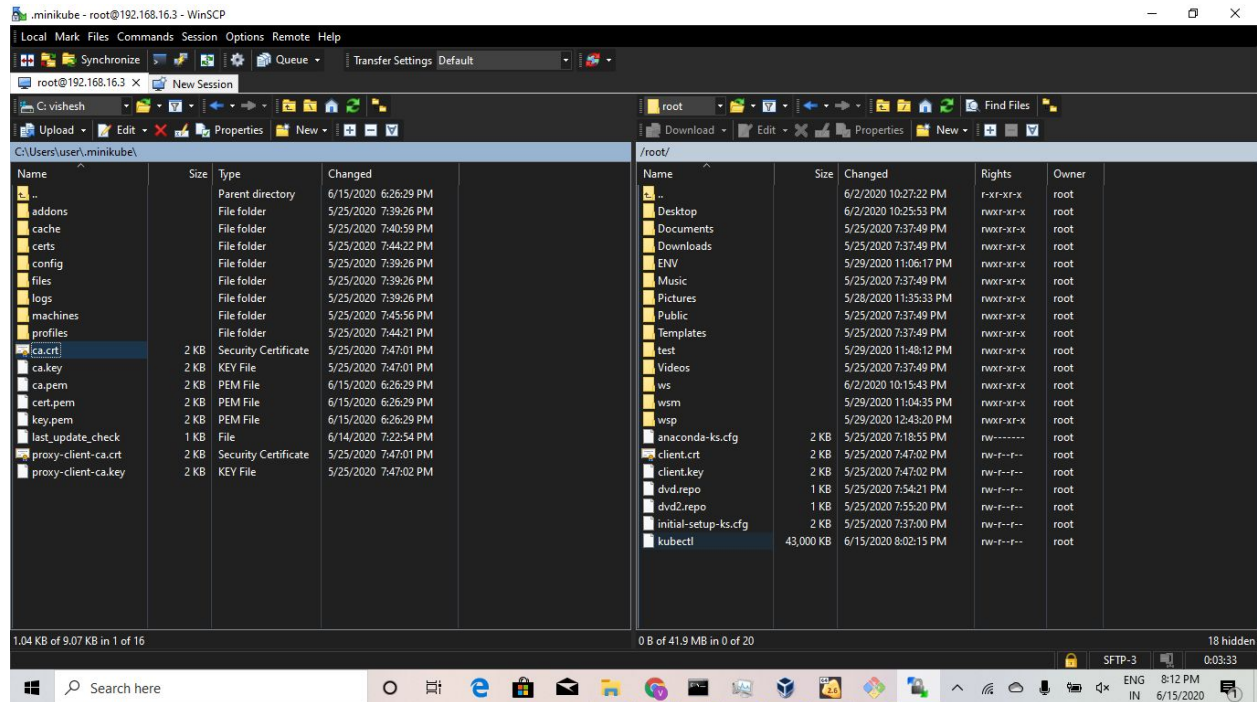 .minikube - root@192.168.16.3 - WinSCP
Local Mark Files Commands Session Options Remote Help
Synchronize Queue Transfer Settings Default
root@192.168.16.3 × New Session
C: vishesh root Find Files
Upload Edit Properties New Download Edit Properties New
C:\Users\user\.minikube\ /root/
Name Size Type Changed Name Size Changed Rights Owner
.. Parent directory 6/15/2020 6:26:29 PM .. 6/2/2020 10:27:22 PM r-xr-xr-x root
addons File folder 5/25/2020 7:39:26 PM Desktop 6/2/2020 10:25:53 PM rwxr-xr-x root
cache File folder 5/25/2020 7:40:59 PM Documents 5/25/2020 7:37:49 PM rwxr-xr-x root
certs File folder 5/25/2020 7:44:22 PM Downloads 5/25/2020 7:37:49 PM rwxr-xr-x root
config File folder 5/25/2020 7:39:26 PM ENV 5/29/2020 11:06:17 PM rwxr-xr-x root
files File folder 5/25/2020 7:39:26 PM Music 5/25/2020 7:37:49 PM rwxr-xr-x root
logs File folder 5/25/2020 7:39:26 PM Pictures 5/28/2020 11:35:33 PM rwxr-xr-x root
machines File folder 5/25/2020 7:45:56 PM Public 5/25/2020 7:37:49 PM rwxr-xr-x root
profiles File folder 5/25/2020 7:44:21 PM Templates 5/25/2020 7:37:49 PM rwxr-xr-x root
ca.crt 2 KB Security Certificate 5/25/2020 7:47:01 PM test 5/29/2020 11:48:12 PM rwxr-xr-x root
ca.key 2 KB KEY File 5/25/2020 7:47:01 PM Videos 5/25/2020 7:37:49 PM rwxr-xr-x root
ca.pem 2 KB PEM File 6/15/2020 6:26:29 PM ws 6/2/2020 10:15:43 PM rwxr-xr-x root
cert.pem 2 KB PEM File 6/15/2020 6:26:29 PM wsm 5/29/2020 11:04:35 PM rwxr-xr-x root
key.pem 2 KB PEM File 6/15/2020 6:26:29 PM wsp 5/29/2020 12:43:20 PM rwxr-xr-x root
last_update_check 1 KB File 6/14/2020 7:22:54 PM anaconda-ks.cfg 2 KB 5/25/2020 7:18:55 PM rw------- root
proxy-client-ca.crt 2 KB Security Certificate 5/25/2020 7:47:01 PM client.crt 2 KB 5/25/2020 7:47:02 PM rw-r--r-- root
proxy-client-ca.key 2 KB KEY File 5/25/2020 7:47:02 PM client.key 2 KB 5/25/2020 7:47:02 PM rw-r--r-- root
dvd.repo 1 KB 5/25/2020 7:54:21 PM rw-r--r-- root
dvd2.repo 1 KB 5/25/2020 7:55:20 PM rw-r--r-- root
initial-setup-ks.cfg 2 KB 5/25/2020 7:37:00 PM rw-r--r-- root
kubectl 43,000 KB 6/15/2020 8:02:15 PM rw-r--r-- root
1.04 KB of 9.07 KB in 1 of 16 0 B of 41.9 MB in 0 of 20 18 hidden
SFTP-3 0:03:33
Search here ENG 8:12 PM
IN 6/15/2020